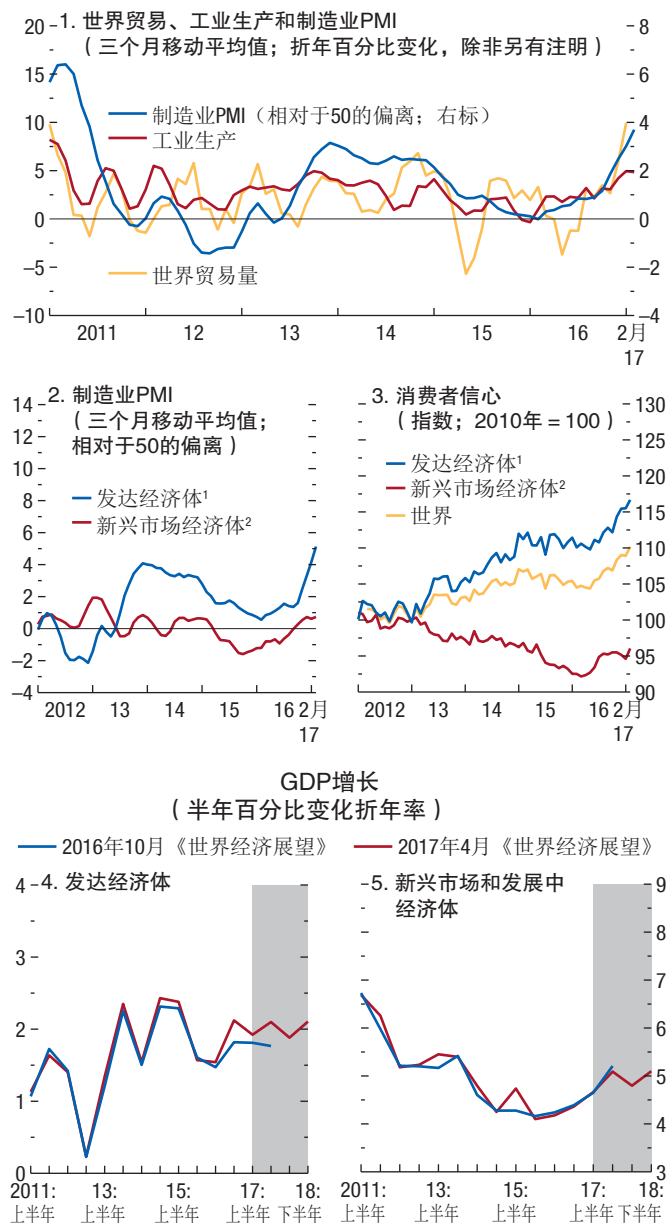 1. 世界贸易、工业生产和制造业PMI
（三个月移动平均值；折年百分比变化，除非另有注明）
制造业PMI（相对于50的偏离；右标）
工业生产
世界贸易量
20
15
10
5
0
–5
–10
8
6
4
2
0
–2
–4
2011 12 13 14 15 16 2月
17
2. 制造业PMI
（三个月移动平均值；
相对于50的偏离）
发达经济体¹
新兴市场经济体²
14
12
10
8
6
4
2
0
–2
–4
2012 13 14 15 16 2月
17
3. 消费者信心
（指数；2010年＝100）
发达经济体¹
新兴市场经济体²
世界
130
125
120
115
110
105
100
95
90
2012 13 14 15 16 2月
17
GDP增长
（半年百分比变化折年率）
2016年10月《世界经济展望》 2017年4月《世界经济展望》
4. 发达经济体
4
3
2
1
0
2011: 13: 15: 17: 18:
上半年 上半年 上半年 上半年 下半年
5. 新兴市场和发展中
经济体
9
8
7
6
5
4
3
2011: 13: 15: 17: 18:
上半年 上半年 上半年 上半年 下半年